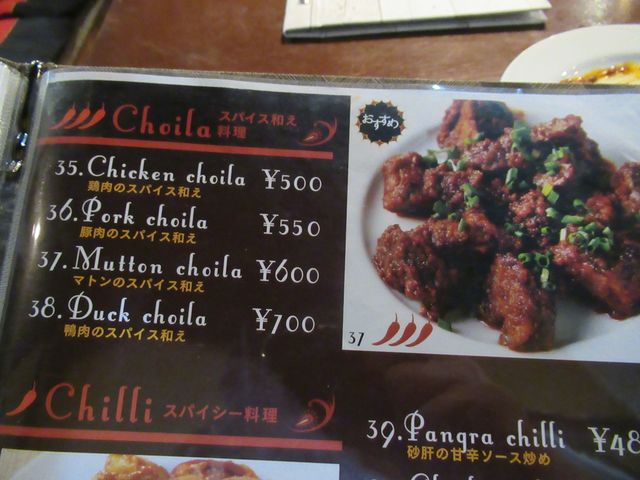 Choila スパイス和え料理
おすすめ
35. Chicken choila ¥500
鶏肉のスパイス和え
36. Pork choila ¥550
豚肉のスパイス和え
37. Mutton choila ¥600
マトンのスパイス和え
38. Duck choila ¥700
鴨肉のスパイス和え
37
Chilli スパイシー料理
39. Pangra chilli ¥48
砂肝の甘辛ソース炒め